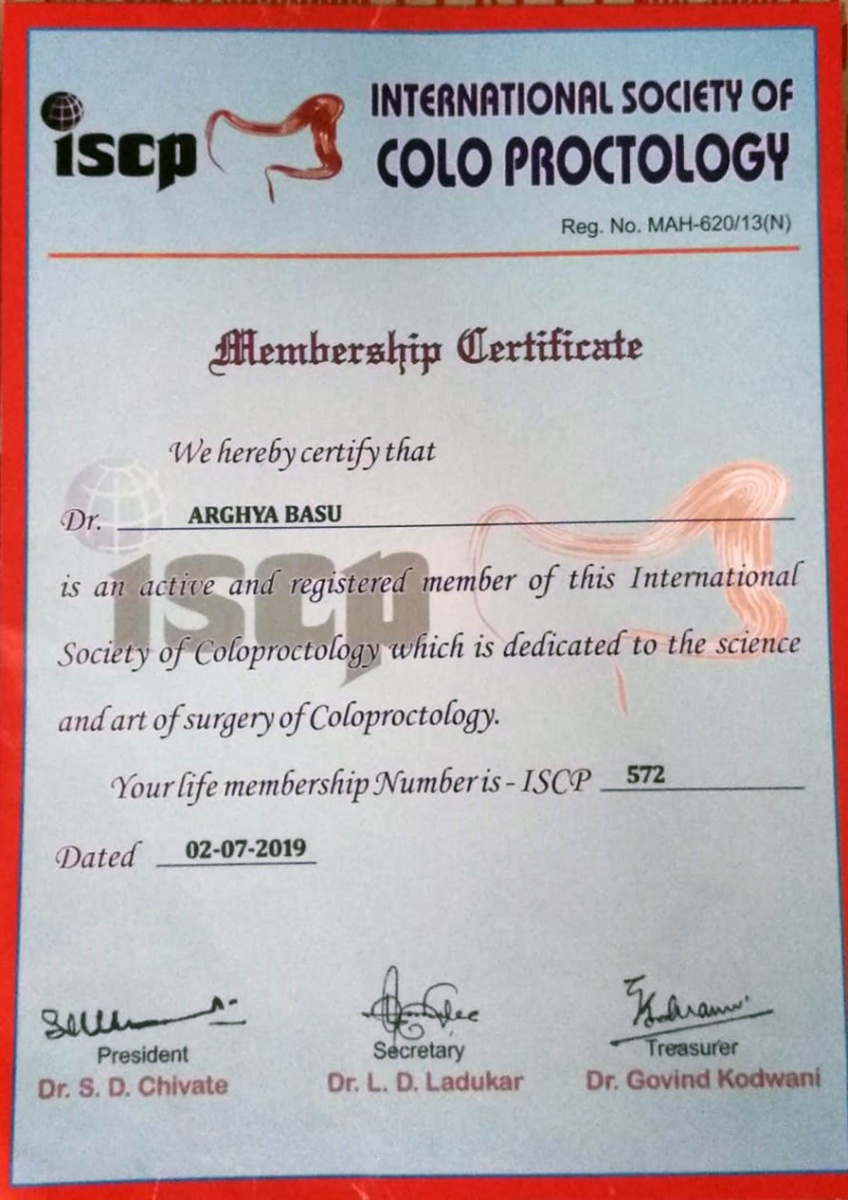 iscp
INTERNATIONAL SOCIETY OF
COLO PROCTOLOGY
Reg. No. MAH-620/13(N)
Membership Certificate
We hereby certify that
Dr. ARGHYA BASU
iscp
is an active and registered member of this International
Society of Coloproctology which is dedicated to the science
and art of surgery of Coloproctology.
Your life membership Number is - ISCP 572
Dated 02-07-2019
President Secretary Treasurer
Dr. S. D. Chivate Dr. L. D. Ladukar Dr. Govind Kodwani